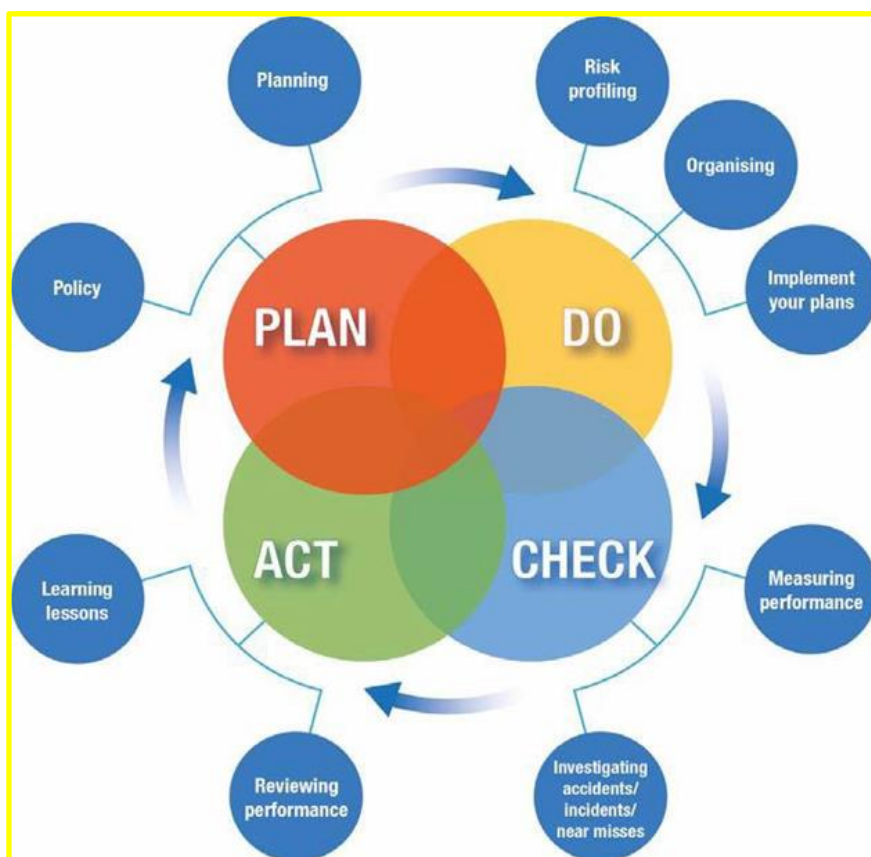 Planning
Risk
profiling
Organising
Policy
Implement
your plans
PLAN
DO
ACT
CHECK
Learning
lessons
Measuring
performance
Reviewing
performance
Investigating
accidents/
incidents/
near misses